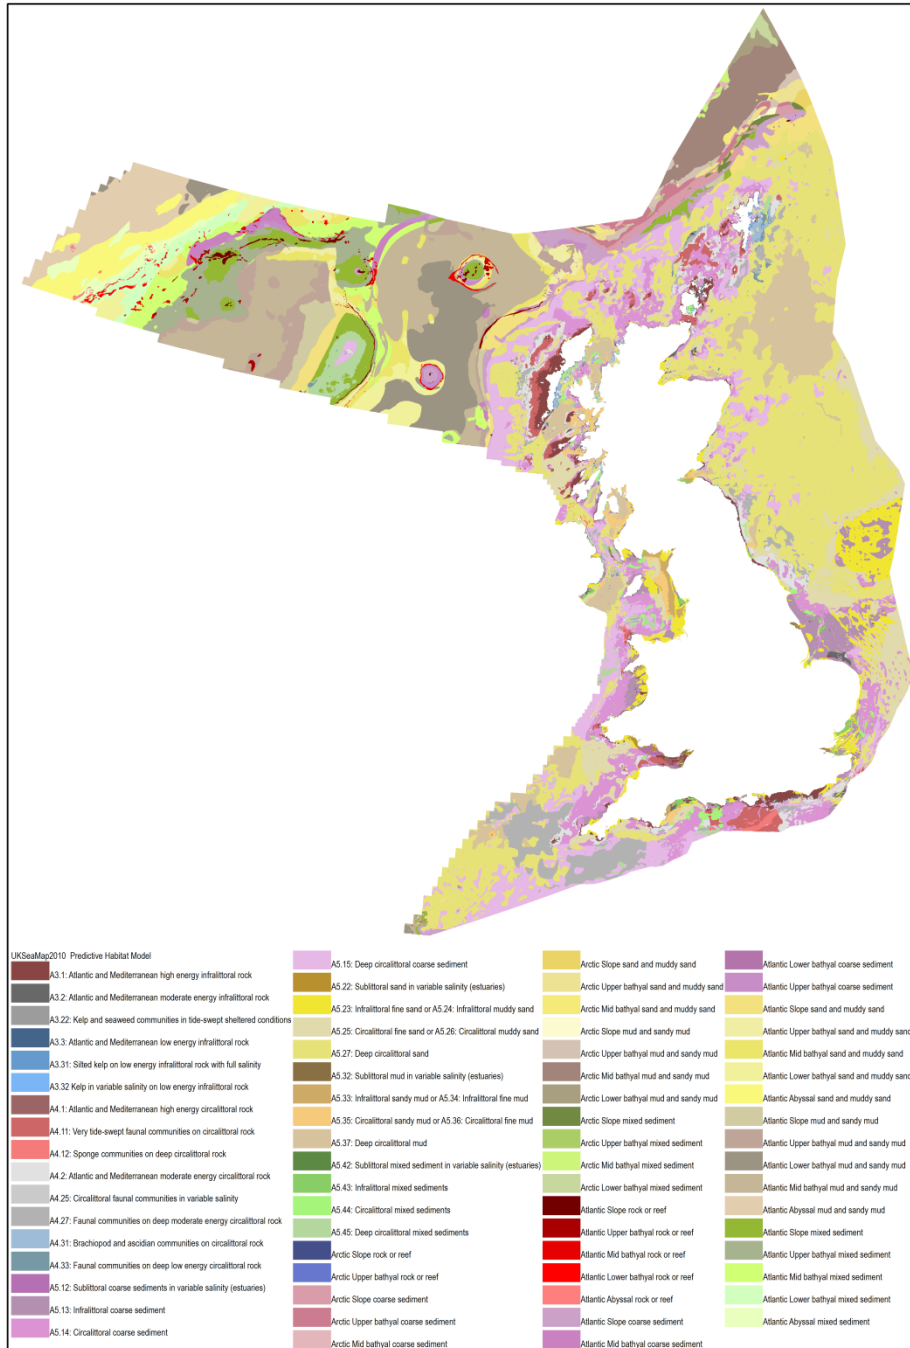 UKSeaMap2010 Predictive Habitat Model
A3.1: Atlantic and Mediterranean high energy infralittoral rock
A3.2: Atlantic and Mediterranean moderate energy infralittoral rock
A3.22: Kelp and seaweed communities in tide-swept sheltered conditions
A3.3: Atlantic and Mediterranean low energy infralittoral rock
A3.31: Silted kelp on low energy infralittoral rock with full salinity
A3.32 Kelp in variable salinity on low energy infralittoral rock
A4.1: Atlantic and Mediterranean high energy circalittoral rock
A4.11: Very tide-swept faunal communities on circalittoral rock
A4.12: Sponge communities on deep circalittoral rock
A4.2: Atlantic and Mediterranean moderate energy circalittoral rock
A4.25: Circalittoral faunal communities in variable salinity
A4.27: Faunal communities on deep moderate energy circalittoral rock
A4.31: Brachiopod and ascidian communities on circalittoral rock
A4.33: Faunal communities on deep low energy circalittoral rock
A5.12: Sublittoral coarse sediments in variable salinity (estuaries)
A5.13: Infralittoral coarse sediment
A5.14: Circalittoral coarse sediment
A5.15: Deep circalittoral coarse sediment
A5.22: Sublittoral sand in variable salinity (estuaries)
A5.23: Infralittoral fine sand or A5.24: Infralittoral muddy sand
A5.25: Circalittoral fine sand or A5.26: Circalittoral muddy sand
A5.27: Deep circalittoral sand
A5.32: Sublittoral mud in variable salinity (estuaries)
A5.33: Infralittoral sandy mud or A5.34: Infralittoral fine mud
A5.35: Circalittoral sandy mud or A5.36: Circalittoral fine mud
A5.37: Deep circalittoral mud
A5.42: Sublittoral mixed sediment in variable salinity (estuaries)
A5.43: Infralittoral mixed sediments
A5.44: Circalittoral mixed sediments
A5.45: Deep circalittoral mixed sediments
Arctic Slope rock or reef
Arctic Upper bathyal rock or reef
Arctic Slope coarse sediment
Arctic Upper bathyal coarse sediment
Arctic Mid bathyal coarse sediment
Arctic Slope sand and muddy sand
Arctic Upper bathyal sand and muddy sand
Arctic Mid bathyal sand and muddy sand
Arctic Slope mud and sandy mud
Arctic Upper bathyal mud and sandy mud
Arctic Mid bathyal mud and sandy mud
Arctic Lower bathyal mud and sandy mud
Arctic Slope mixed sediment
Arctic Upper bathyal mixed sediment
Arctic Mid bathyal mixed sediment
Arctic Lower bathyal mixed sediment
Atlantic Slope rock or reef
Atlantic Upper bathyal rock or reef
Atlantic Mid bathyal rock or reef
Atlantic Lower bathyal rock or reef
Atlantic Abyssal rock or reef
Atlantic Slope coarse sediment
Atlantic Mid bathyal coarse sediment
Atlantic Lower bathyal coarse sediment
Atlantic Upper bathyal coarse sediment
Atlantic Slope sand and muddy sand
Atlantic Upper bathyal sand and muddy sand
Atlantic Mid bathyal sand and muddy sand
Atlantic Lower bathyal sand and muddy sand
Atlantic Abyssal sand and muddy sand
Atlantic Slope mud and sandy mud
Atlantic Upper bathyal mud and sandy mud
Atlantic Lower bathyal mud and sandy mud
Atlantic Mid bathyal mud and sandy mud
Atlantic Abyssal mud and sandy mud
Atlantic Slope mixed sediment
Atlantic Upper bathyal mixed sediment
Atlantic Mid bathyal mixed sediment
Atlantic Lower bathyal mixed sediment
Atlantic Abyssal mixed sediment